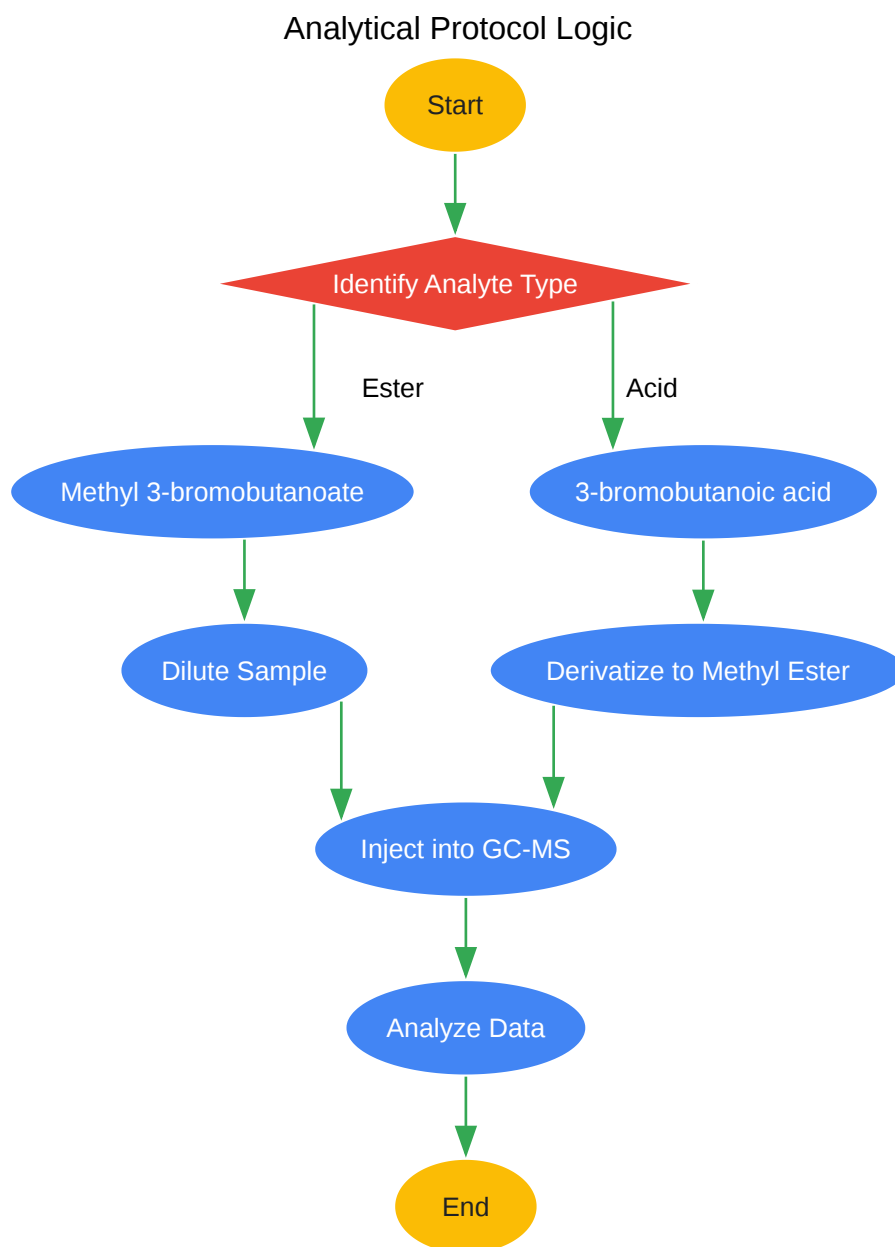 Analytical Protocol Logic
Start
Identify Analyte Type
Ester
Acid
Methyl 3-bromobutanoate
3-bromobutanoic acid
Dilute Sample
Derivatize to Methyl Ester
Inject into GC-MS
Analyze Data
End